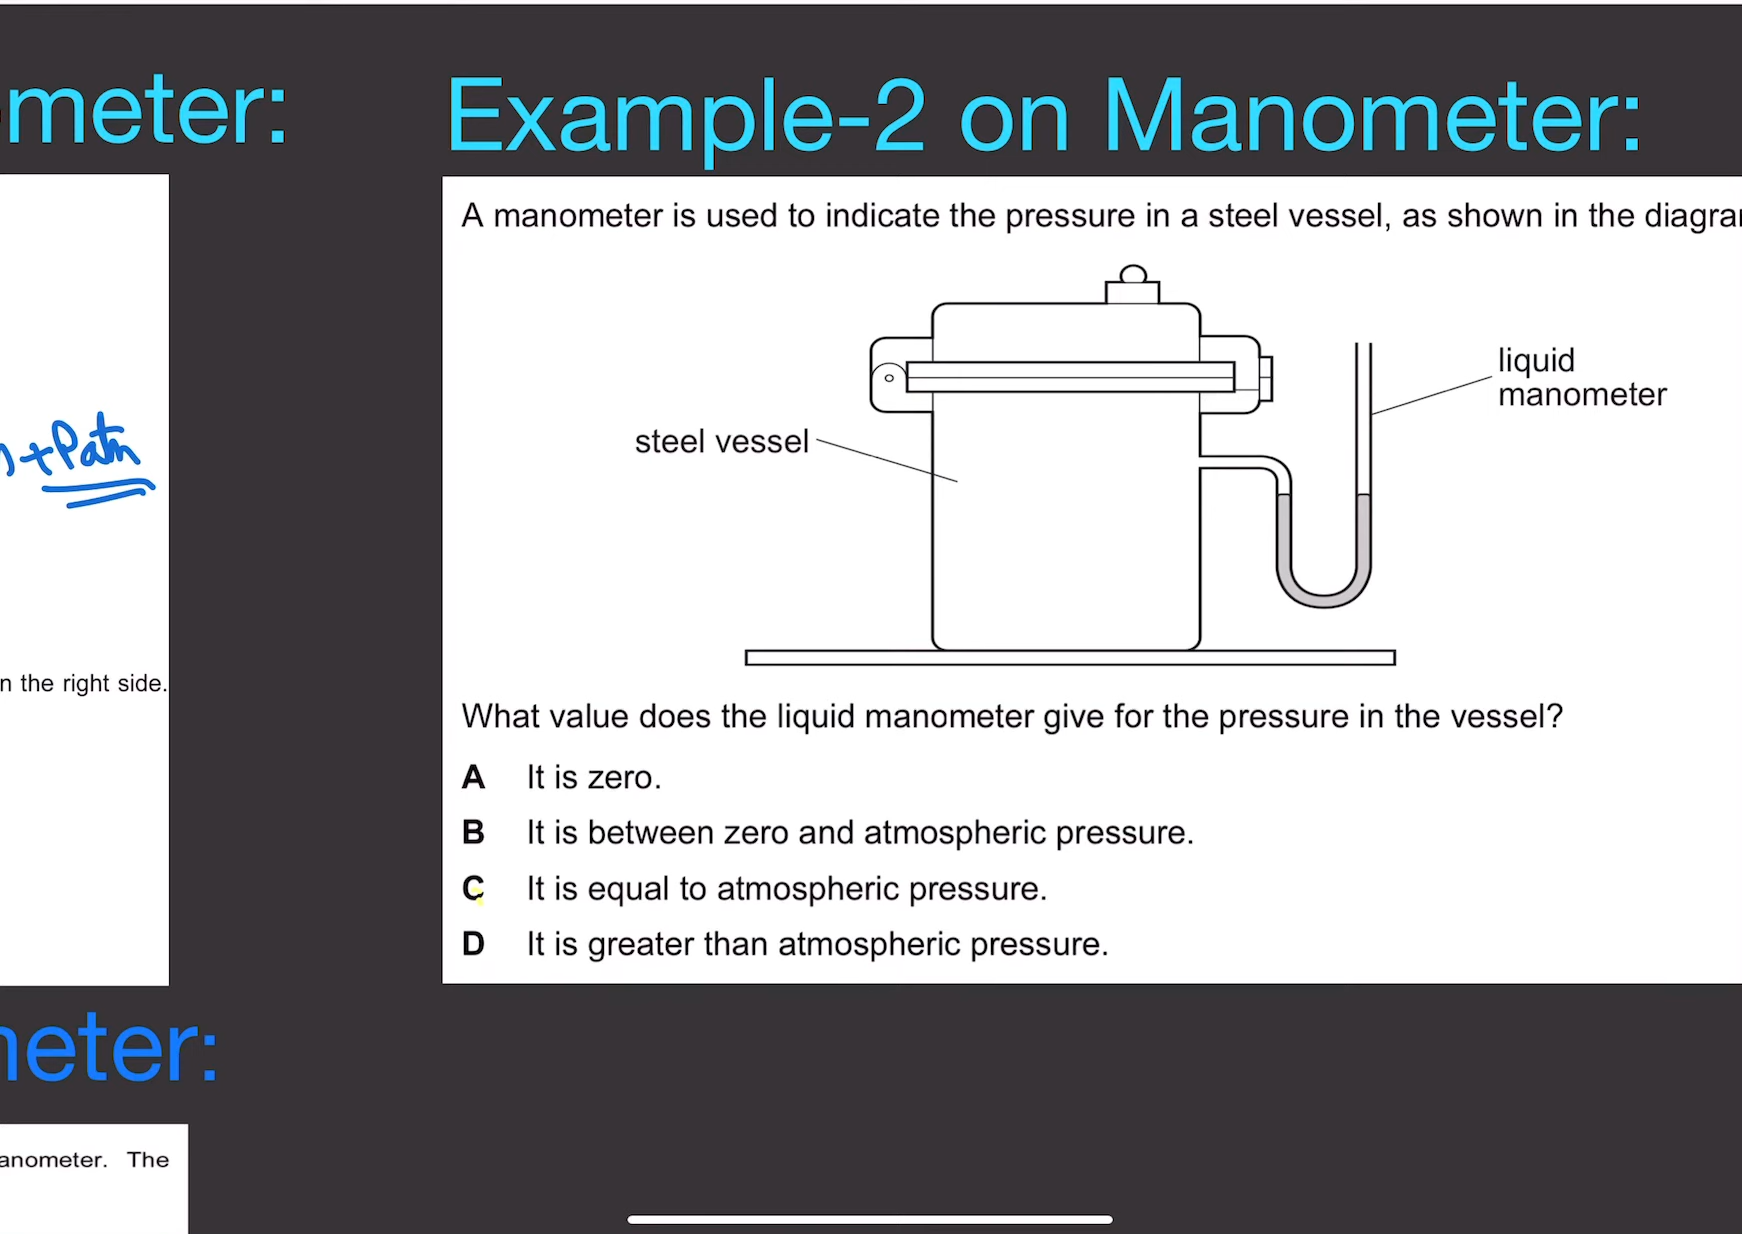 meter:
Example-2 on Manometer:
A manometer is used to indicate the pressure in a steel vessel, as shown in the
liquid
manometer
steel vessel
+Patm
n the right side.
What value does the liquid manometer give for the pressure in the vessel?
A It is zero.
B It is between zero and atmospheric pressure.
C It is equal to atmospheric pressure.
D It is greater than atmospheric pressure.
eter:
anometer. The